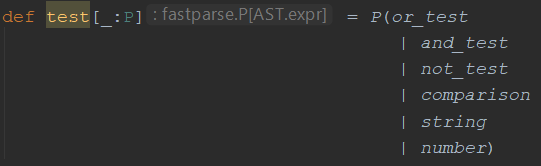 def test[_:P] : fastparse.P[AST.expr] = P(or_test
| and_test
| not_test
| comparison
| string
| number)